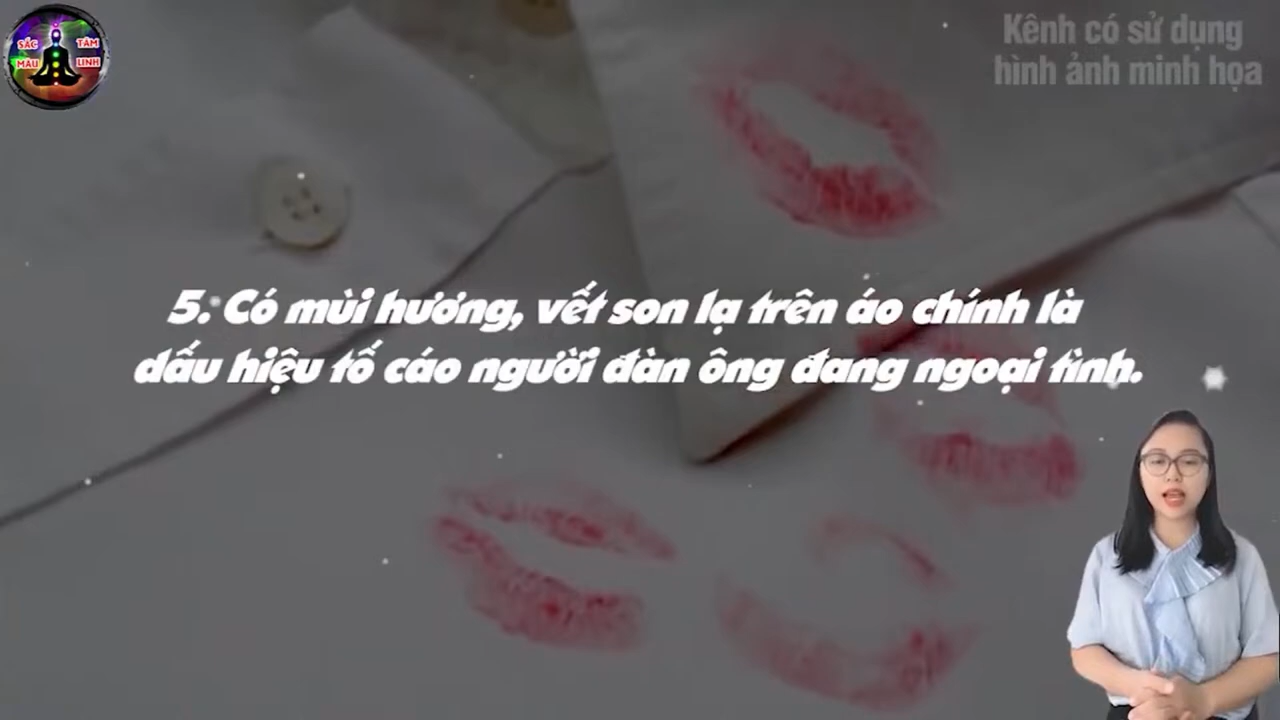 SẮC TÂM
MÀU LINH
Kênh có sử dụng
hình ảnh minh họa
5. Có mùi hương, vết son lạ trên áo chính là
dấu hiệu tố cáo người đàn ông đang ngoại tình.